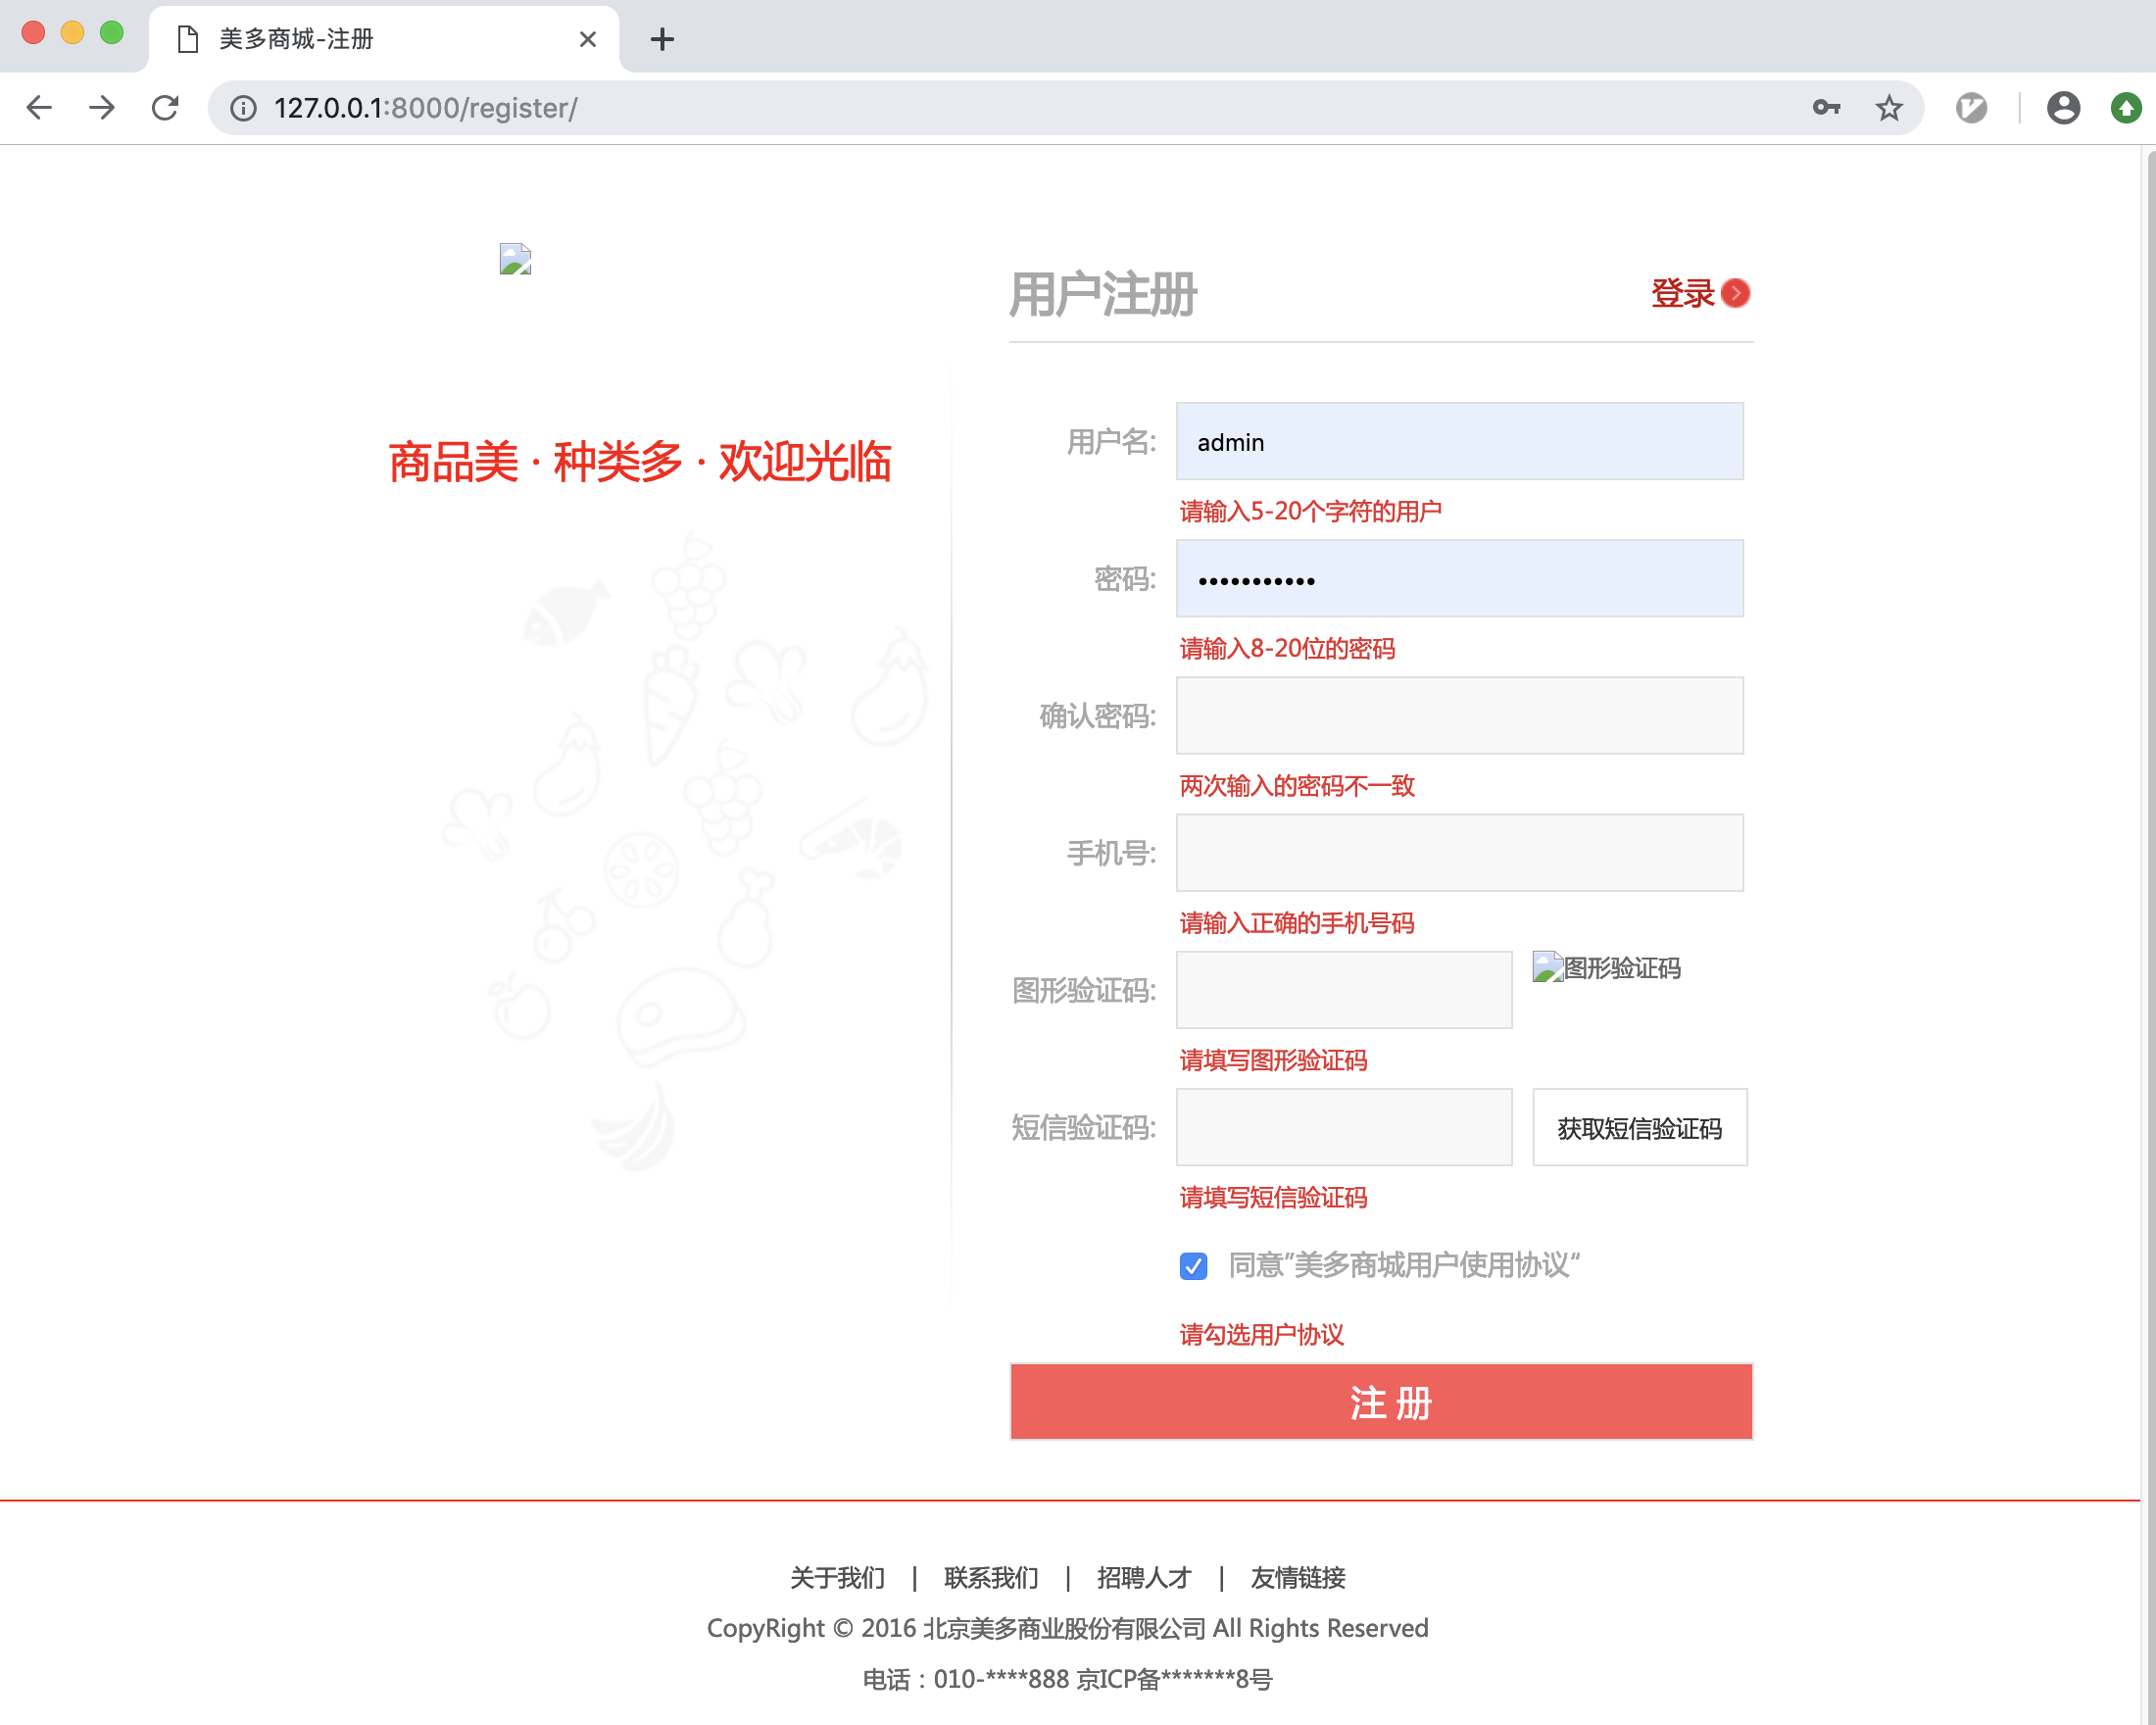 美多商城-注册
127.0.0.1:8000/register/
用户注册
登录
商品美 · 种类多 · 欢迎光临
用户名:
admin
请输入5-20个字符的用户
密码:
•••••••••••
请输入8-20位的密码
确认密码:
两次输入的密码不一致
手机号:
请输入正确的手机号码
图形验证码:
图形验证码
请填写图形验证码
短信验证码:
获取短信验证码
请填写短信验证码
同意”美多商城用户使用协议“
请勾选用户协议
注 册
关于我们 | 联系我们 | 招聘人才 | 友情链接
CopyRight © 2016 北京美多商业股份有限公司 All Rights Reserved
电话：010-****888 京ICP备*******8号